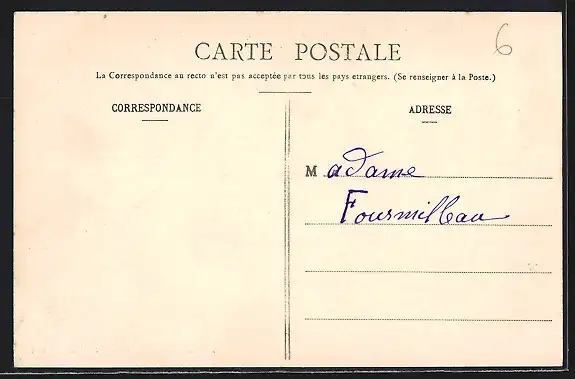 6
CARTE POSTALE
La Correspondance au recto n'est pas acceptée par tous les pays etrangers. (Se renseigner à la Poste.)
CORRESPONDANCE
ADRESSE
Madame
Fourmilleau